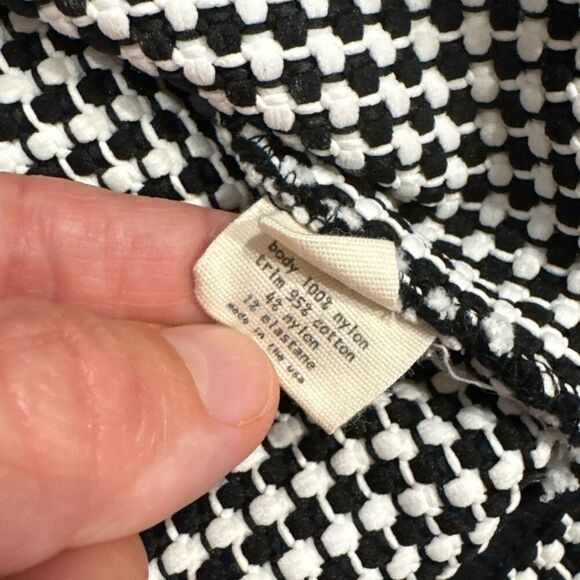 body 100% nylon
trim 95% cotton
4% nylon
1% elastane
made in the usa